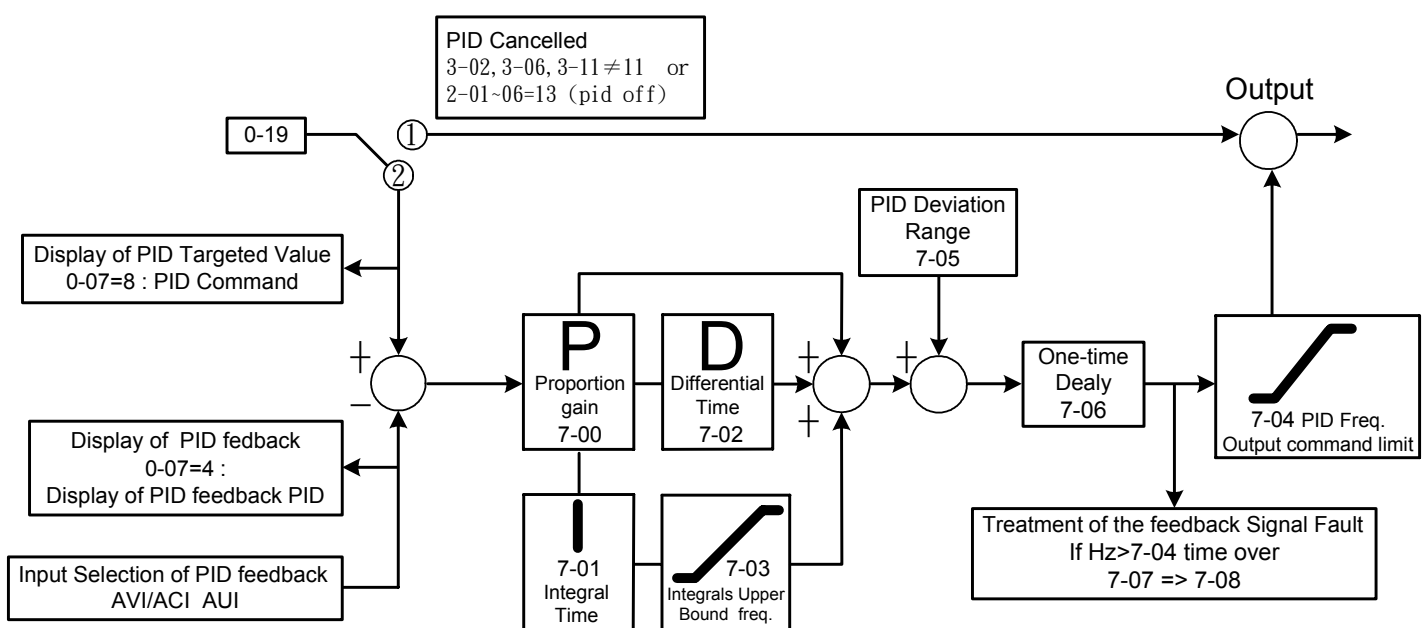 PID Cancelled
3-02, 3-06, 3-11≠11 or
2-01~06=13 (pid off)
Output
0-19
①
②
PID Deviation
Range
7-05
Display of PID Targeted Value
0-07=8 : PID Command
+
−
P
Proportion
gain
7-00
D
Differential
Time
7-02
+
+
+
One-time
Dealy
7-06
7-04 PID Freq.
Output command limit
Display of PID fedback
0-07=4 :
Display of PID feedback PID
I
7-01
Integral
Time
7-03
Integrals Upper
Bound freq.
Treatment of the feedback Signal Fault
If Hz>7-04 time over
7-07 => 7-08
Input Selection of PID feedback
AVI/ACI AUI